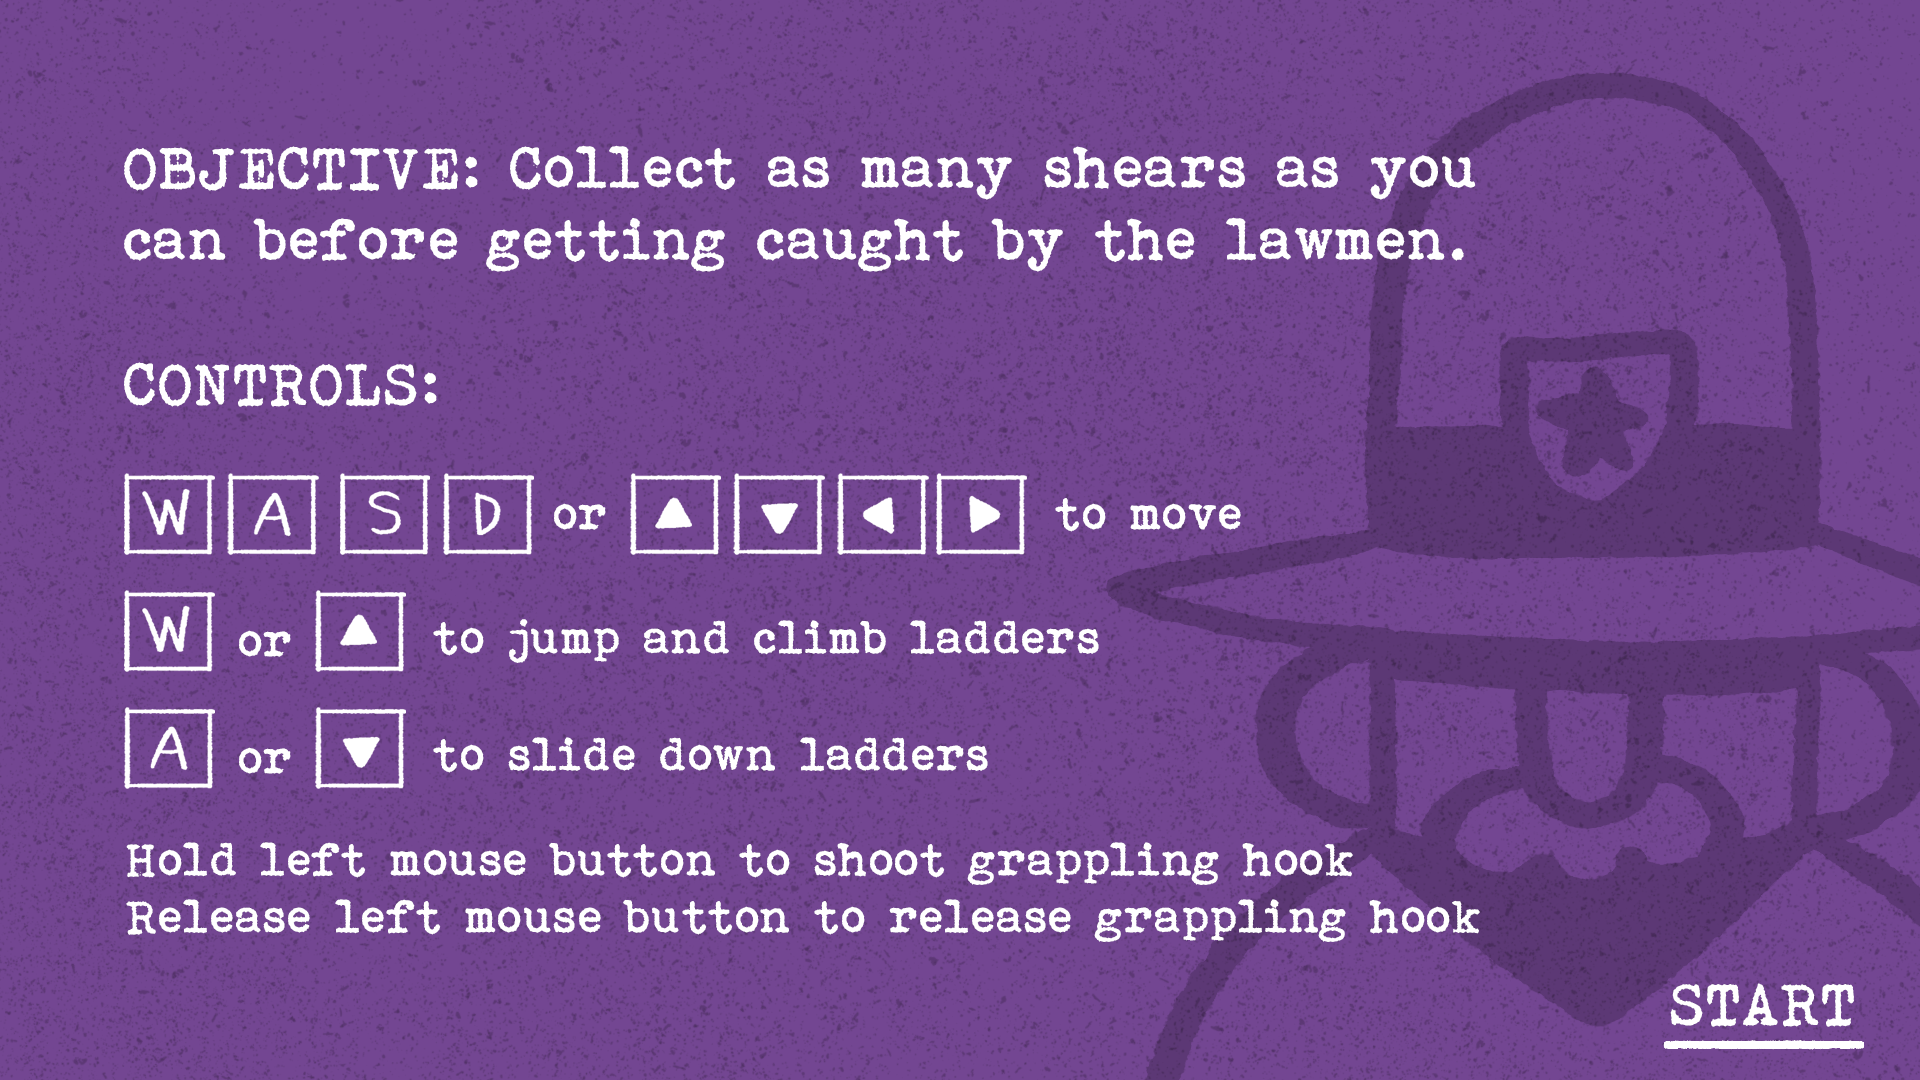 OBJECTIVE: Collect as many shears as you
can before getting caught by the lawmen.
CONTROLS:
W A S D or ▲ ▼ ◀ ▶ to move
W or ▲ to jump and climb ladders
A or ▼ to slide down ladders
Hold left mouse button to shoot grappling hook
Release left mouse button to release grappling hook
START